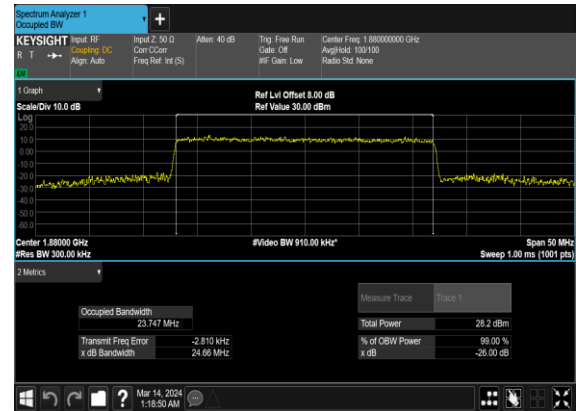 Spectrum Analyzer 1
Occupied BW
KEYSIGHT Input: RF Input Z: 50 Ω Atten: 40 dB Trig: Free Run Center Freq: 1.880000000 GHz
R T Coupling: DC Corr CCorr Gate: Off Avg|Hold: 100/100
Align: Auto Freq Ref: Int (S) #IF Gain: Low Radio Std: None
LW
1 Graph
Ref Lvl Offset 8.00 dB
Scale/Div 10.0 dB Ref Value 30.00 dBm
Log
20.0
10.0
0.00
-10.0
-20.0
-30.0
-40.0
-50.0
-60.0
Center 1.88000 GHz #Video BW 910.00 kHz* Span 50 MHz
#Res BW 300.00 kHz Sweep 1.00 ms (1001 pts)
2 Metrics
Measure Trace Trace 1
Occupied Bandwidth
23.747 MHz
Total Power 28.2 dBm
Transmit Freq Error -2.810 kHz % of OBW Power 99.00 %
x dB Bandwidth 24.66 MHz x dB -26.00 dB
? Mar 14, 2024
1:18:50 AM